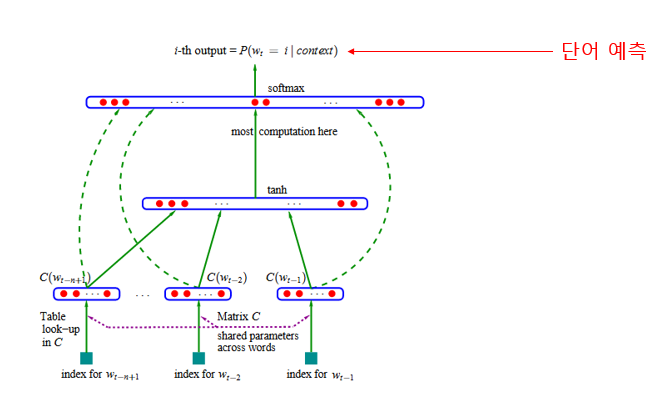 i-th output = P(w_t = i | context)
단어 예측
softmax
. . .
. . .
most computation here
tanh
. . .
. . .
C(w_{t−n+1})
C(w_{t−2})
C(w_{t−1})
. . .
. . .
. . .
. . .
Table
look−up
in C
Matrix C
shared parameters
across words
index for w_{t−n+1}
index for w_{t−2}
index for w_{t−1}